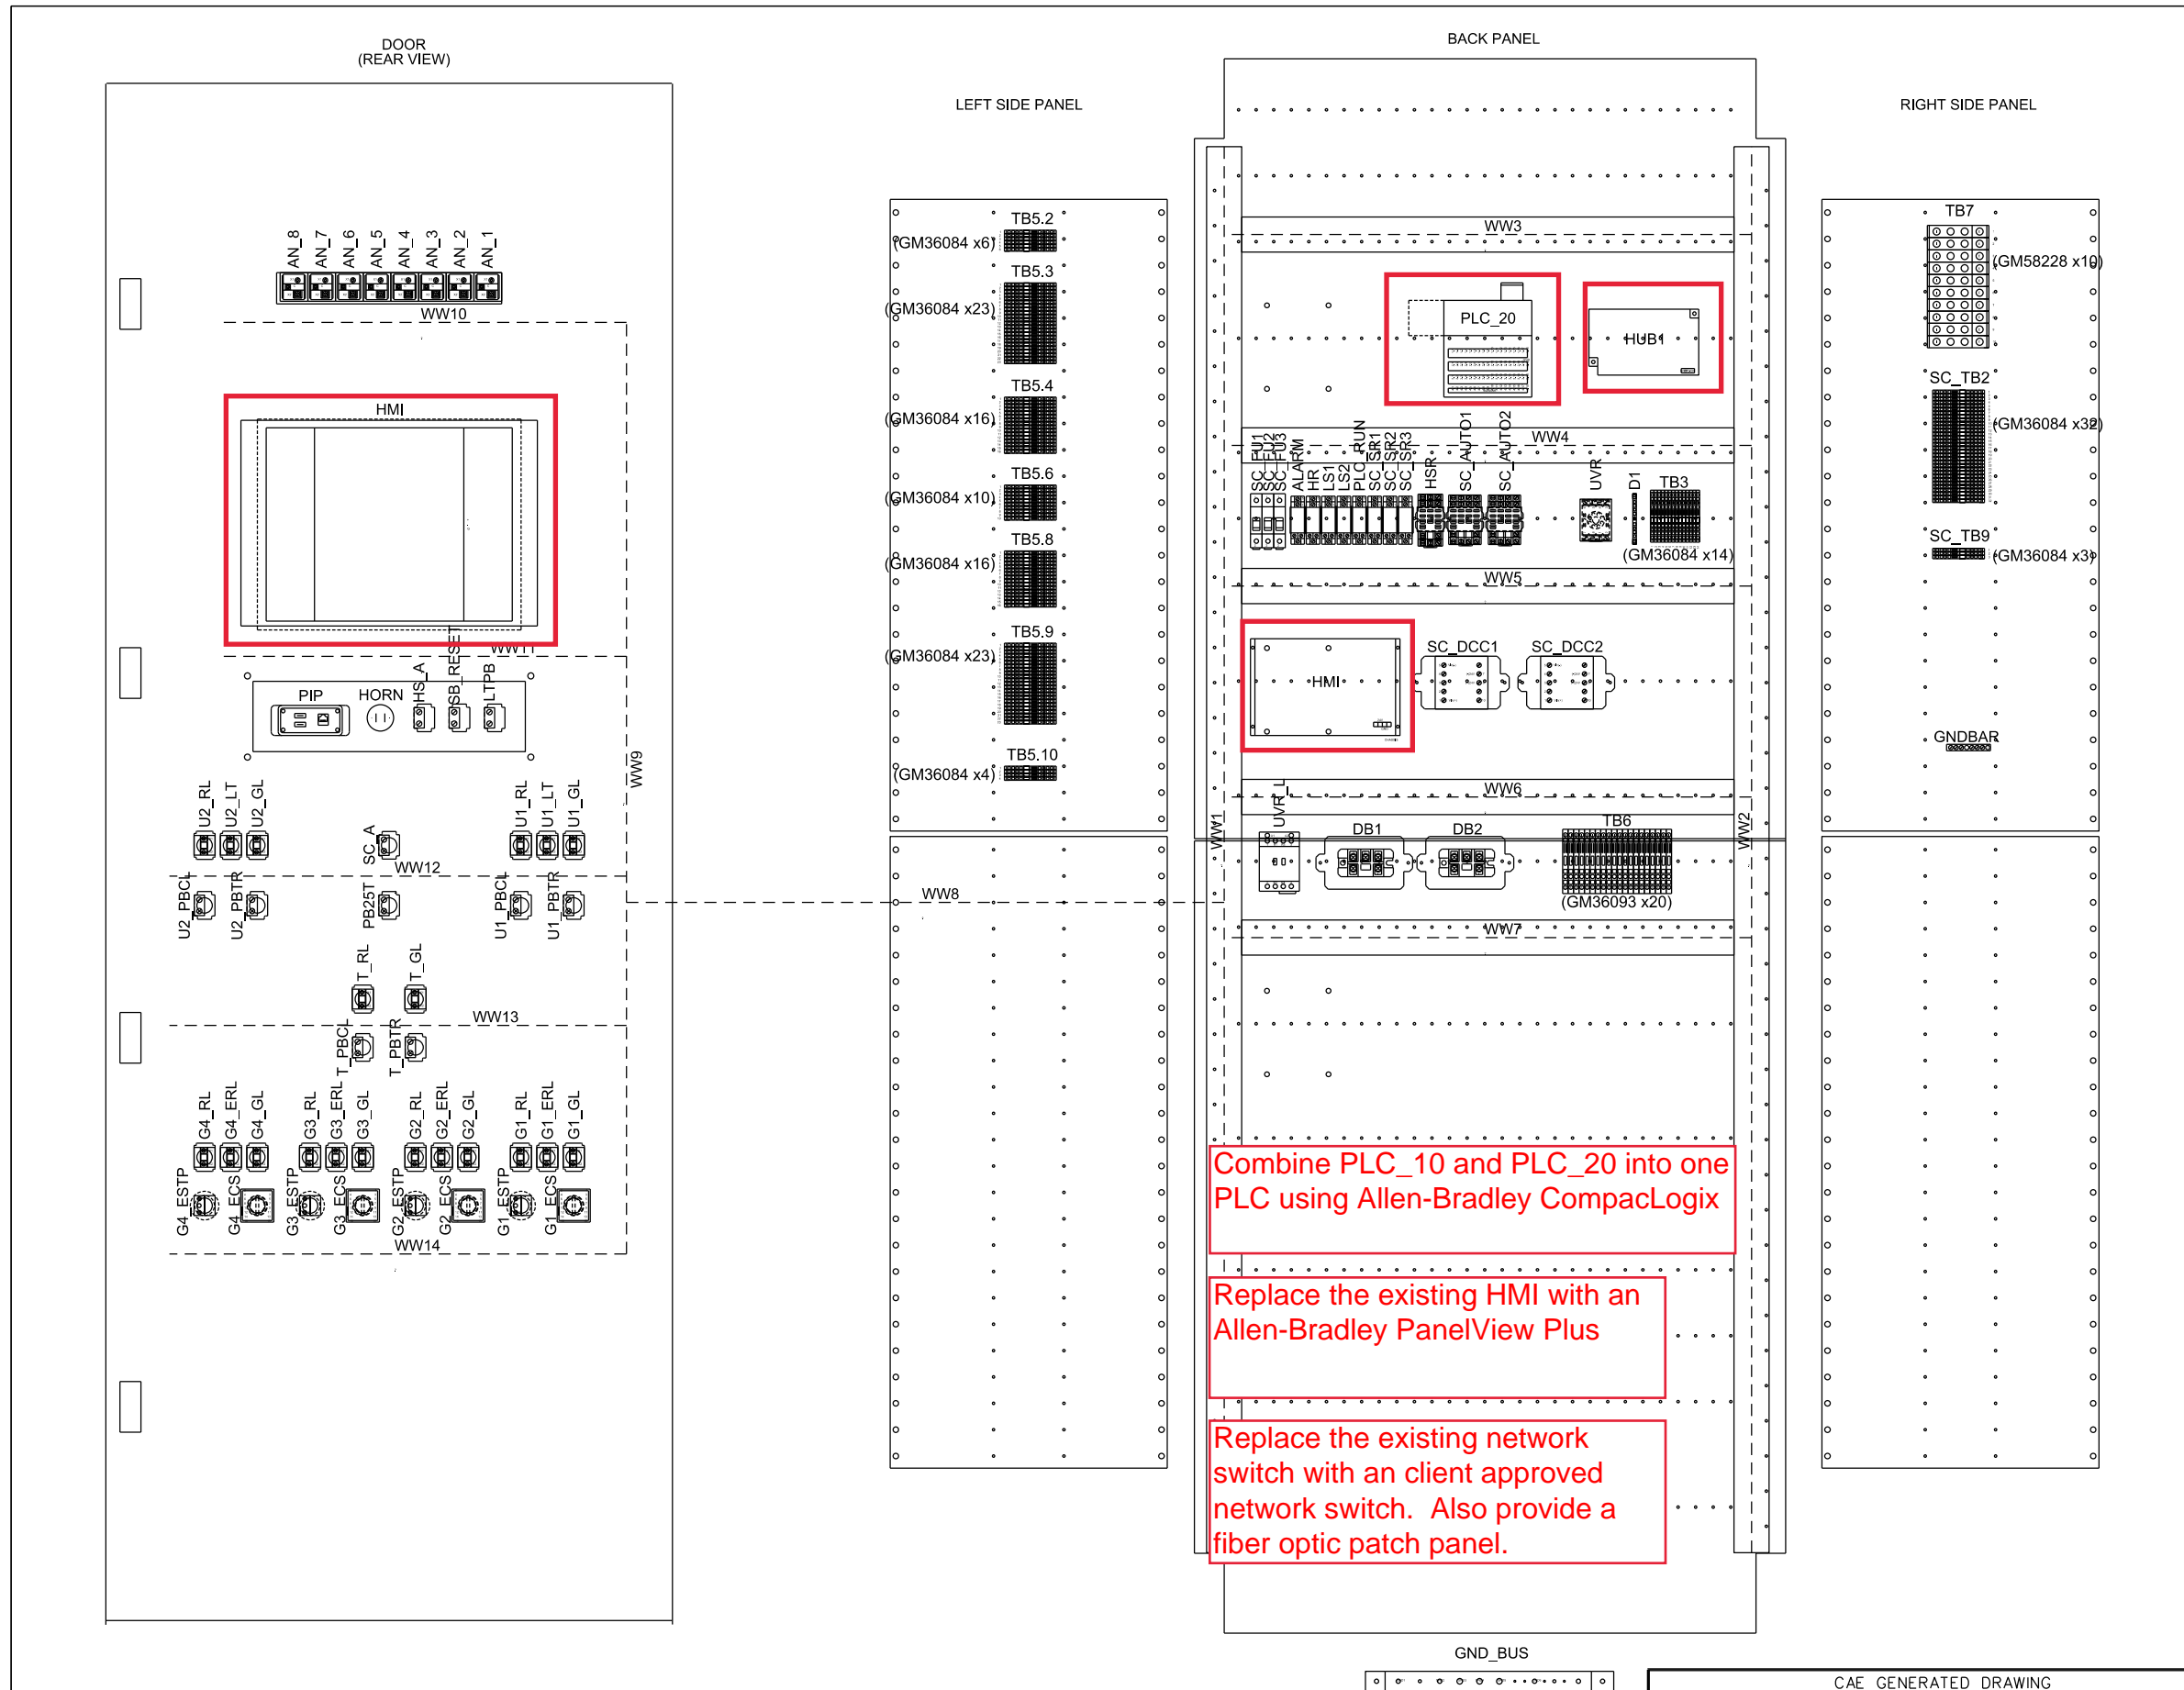 DOOR
(REAR VIEW)
AN_8
AN_7
AN_6
AN_5
AN_4
AN_3
AN_2
AN_1
WW10
HMI
WW11
PIP
HORN
HS_A
SB_RESET
LTPB
WW9
U2_RL
U2_LT
U2_GL
SC_A
U1_RL
U1_LT
U1_GL
WW12
U2_PBCL
U2_PBTR
PB25T
U1_PBCL
U1_PBTR
T_RL
T_GL
WW13
T_PBCL
T_PBTR
G4_RL
G4_ERL
G4_GL
G3_RL
G3_ERL
G3_GL
G2_RL
G2_ERL
G2_GL
G1_RL
G1_ERL
G1_GL
G4_ESTP
G4_ECS
G3_ESTP
G3_ECS
G2_ESTP
G2_ECS
G1_ESTP
G1_ECS
WW14
LEFT SIDE PANEL
TB5.2
(GM36084 x6)
TB5.3
(GM36084 x23)
TB5.4
(GM36084 x16)
TB5.6
(GM36084 x10)
TB5.8
(GM36084 x16)
TB5.9
(GM36084 x23)
TB5.10
(GM36084 x4)
WW8
BACK PANEL
WW3
PLC_20
HUB1
WW4
SC_FU1
SC_FU2
SC_FU3
ALARM
HR
LS1
LS2
PLC_RUN
SC_SR1
SC_SR2
SC_SR3
HSR
SC_AUTO1
SC_AUTO2
UVR
D1
TB3
(GM36084 x14)
WW5
HMI
SC_DCC1
SC_DCC2
WW6
WW1
UVR_L
DB1
DB2
TB6
(GM36093 x20)
WW2
WW7
Combine PLC_10 and PLC_20 into one
PLC using Allen-Bradley CompacLogix
Replace the existing HMI with an
Allen-Bradley PanelView Plus
Replace the existing network
switch with an client approved
network switch.  Also provide a
fiber optic patch panel.
GND_BUS
RIGHT SIDE PANEL
TB7
(GM58228 x10)
SC_TB2
(GM36084 x32)
SC_TB9
(GM36084 x3)
GNDBAR
CAE GENERATED DRAWING